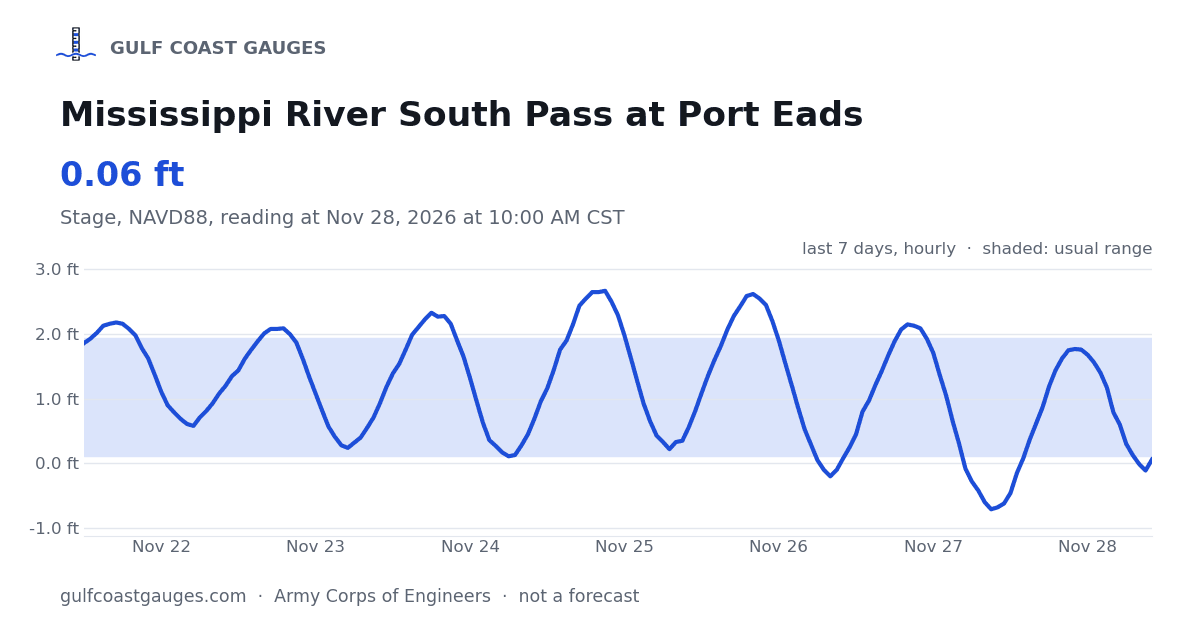 GULF COAST GAUGES
Mississippi River South Pass at Port Eads
0.06 ft
Stage, NAVD88, reading at Nov 28, 2026 at 10:00 AM CST
last 7 days, hourly · shaded: usual range
3.0 ft
2.0 ft
1.0 ft
0.0 ft
-1.0 ft
Nov 22 Nov 23 Nov 24 Nov 25 Nov 26 Nov 27 Nov 28
gulfcoastgauges.com · Army Corps of Engineers · not a forecast